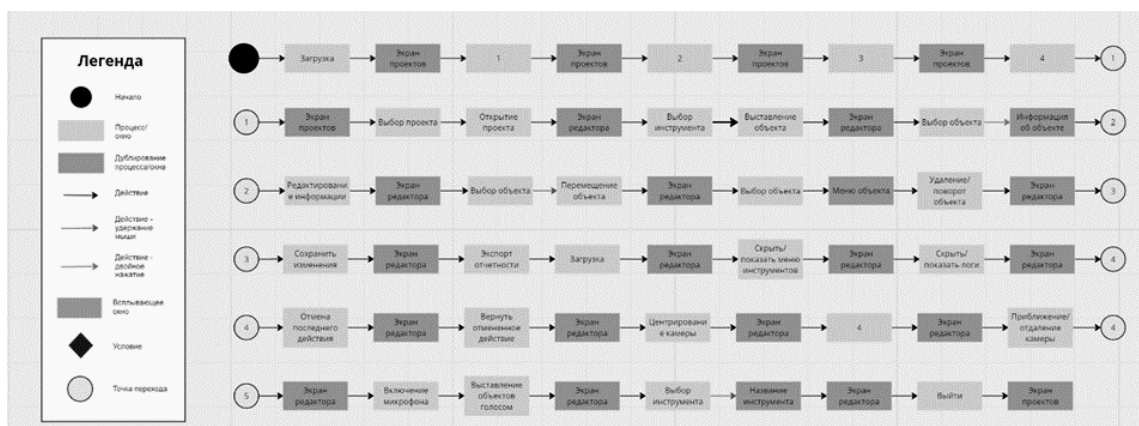 Легенда
Начало
Процесс/
окно
Дублирование
процесса/окна
Действие
Действие -
удержание
мыши
Действие -
двойное
нажатие
Всплывающее
окно
Условие
Точка перехода
Загрузка
Экран
проектов
1
Экран
проектов
2
Экран
проектов
3
Экран
проектов
4
1
1
Экран
проектов
Выбор проекта
Открытие
проекта
Экран
редактора
Выбор
инструмента
Выставление
объекта
Экран
редактора
Выбор объекта
Информация
об объекте
2
2
Редактировани
е информации
Экран
редактора
Выбор объекта
Перемещение
объекта
Экран
редактора
Выбор объекта
Меню объекта
Удаление/
поворот
объекта
Экран
редактора
3
3
Сохранить
изменения
Экран
редактора
Экспорт
отчетности
Загрузка
Экран
редактора
Скрыть/
показать меню
инструментов
Экран
редактора
Скрыть/
показать логи
Экран
редактора
4
4
Отмена
последнего
действия
Экран
редактора
Вернуть
отмененное
действие
Экран
редактора
Центрировани
е камеры
Экран
редактора
4
Экран
редактора
Приближение/
отдаление
камеры
4
5
Экран
редактора
Включение
микрофона
Выставление
объектов
голосом
Экран
редактора
Выбор
инструмента
Название
инструмента
Экран
редактора
Выйти
Экран
проектов